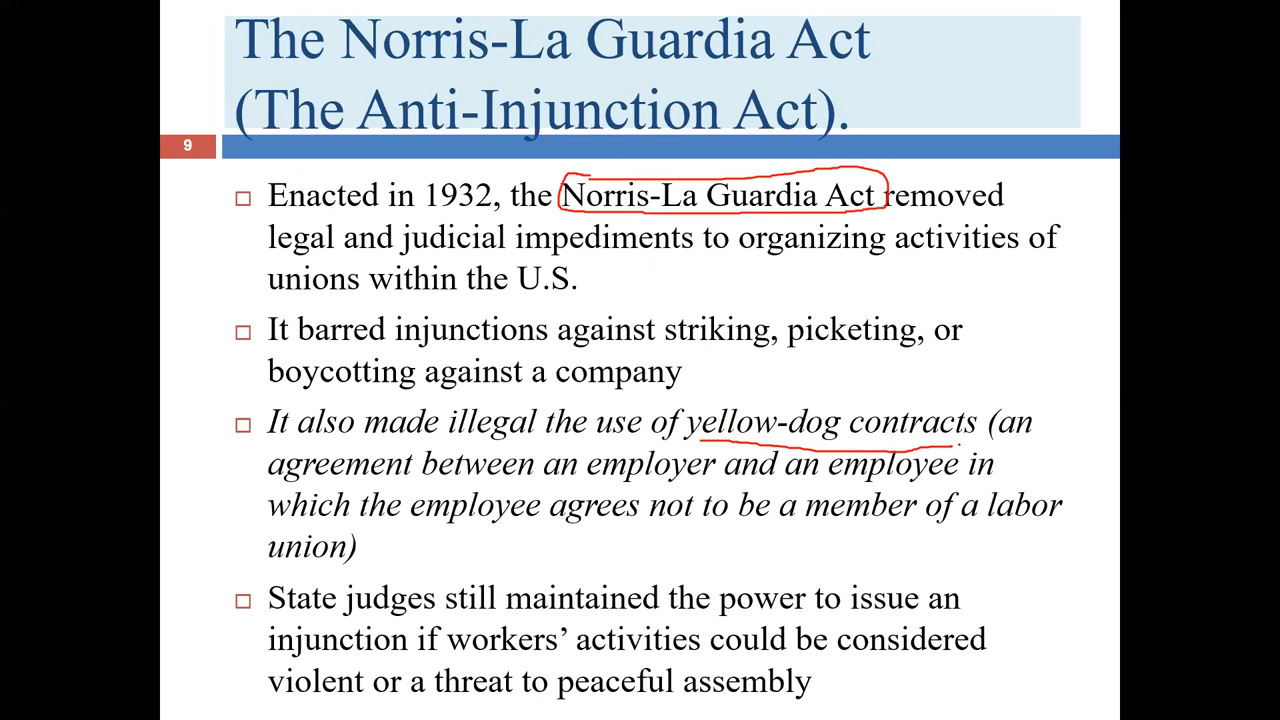 The Norris-La Guardia Act
(The Anti-Injunction Act).
9
Enacted in 1932, the Norris-La Guardia Act removed
legal and judicial impediments to organizing activities of
unions within the U.S.
It barred injunctions against striking, picketing, or
boycotting against a company
It also made illegal the use of yellow-dog contracts (an
agreement between an employer and an employee in
which the employee agrees not to be a member of a labor
union)
State judges still maintained the power to issue an
injunction if workers’ activities could be considered
violent or a threat to peaceful assembly